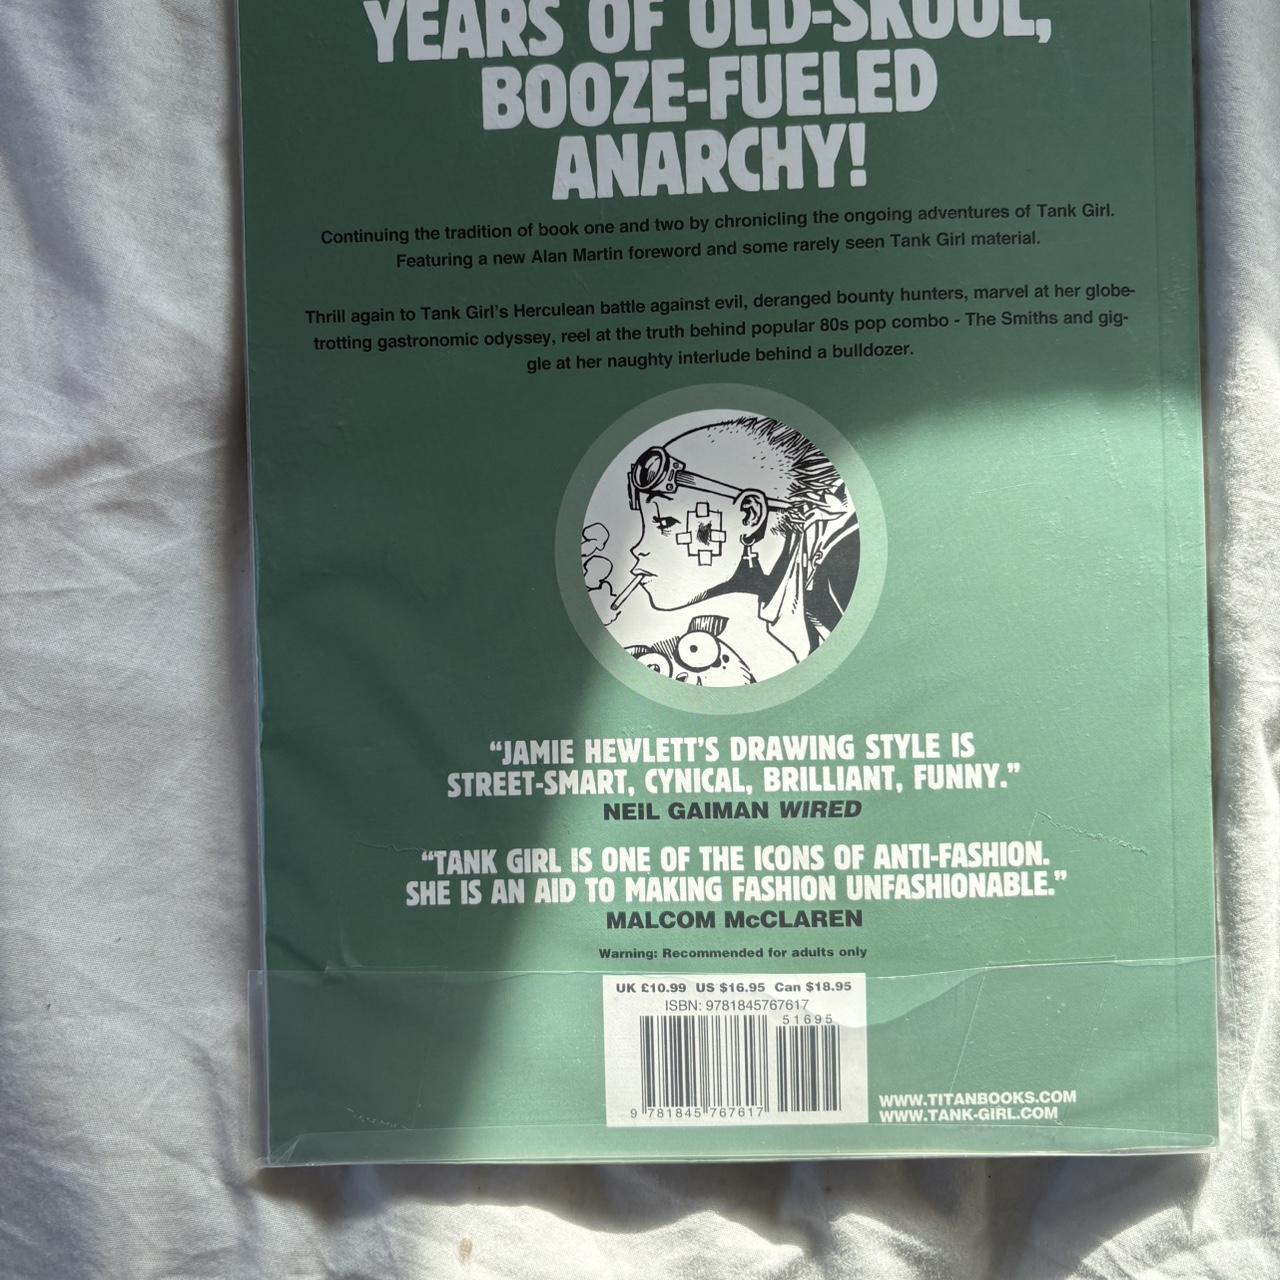 YEARS OF OLD-SKOOL,
BOOZE-FUELED
ANARCHY!
Continuing the tradition of book one and two by chronicling the ongoing adventures of Tank Girl.
Featuring a new Alan Martin foreword and some rarely seen Tank Girl material.
Thrill again to Tank Girl's Herculean battle against evil, deranged bounty hunters, marvel at her globe-
trotting gastronomic odyssey, reel at the truth behind popular 80s pop combo - The Smiths and gig-
gle at her naughty interlude behind a bulldozer.
“JAMIE HEWLETT'S DRAWING STYLE IS
STREET-SMART, CYNICAL, BRILLIANT, FUNNY.”
NEIL GAIMAN WIRED
“TANK GIRL IS ONE OF THE ICONS OF ANTI-FASHION.
SHE IS AN AID TO MAKING FASHION UNFASHIONABLE.”
MALCOM McCLAREN
Warning: Recommended for adults only
UK £10.99 US $16.95 Can $18.95
ISBN: 9781845767617
51695
9 781845 767617
WWW.TITANBOOKS.COM
WWW.TANK-GIRL.COM